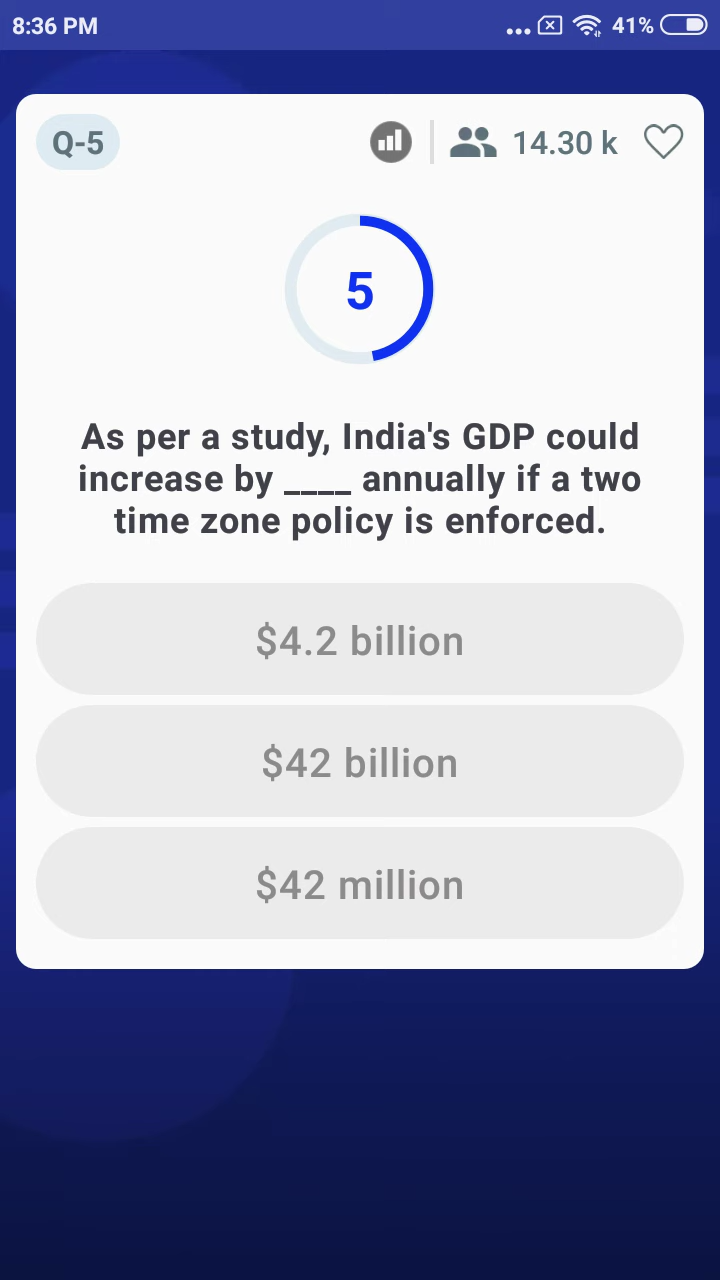 8:36 PM
41%
Q-5
14.30 k
5
As per a study, India's GDP could
increase by ____ annually if a two
time zone policy is enforced.
$4.2 billion
$42 billion
$42 million